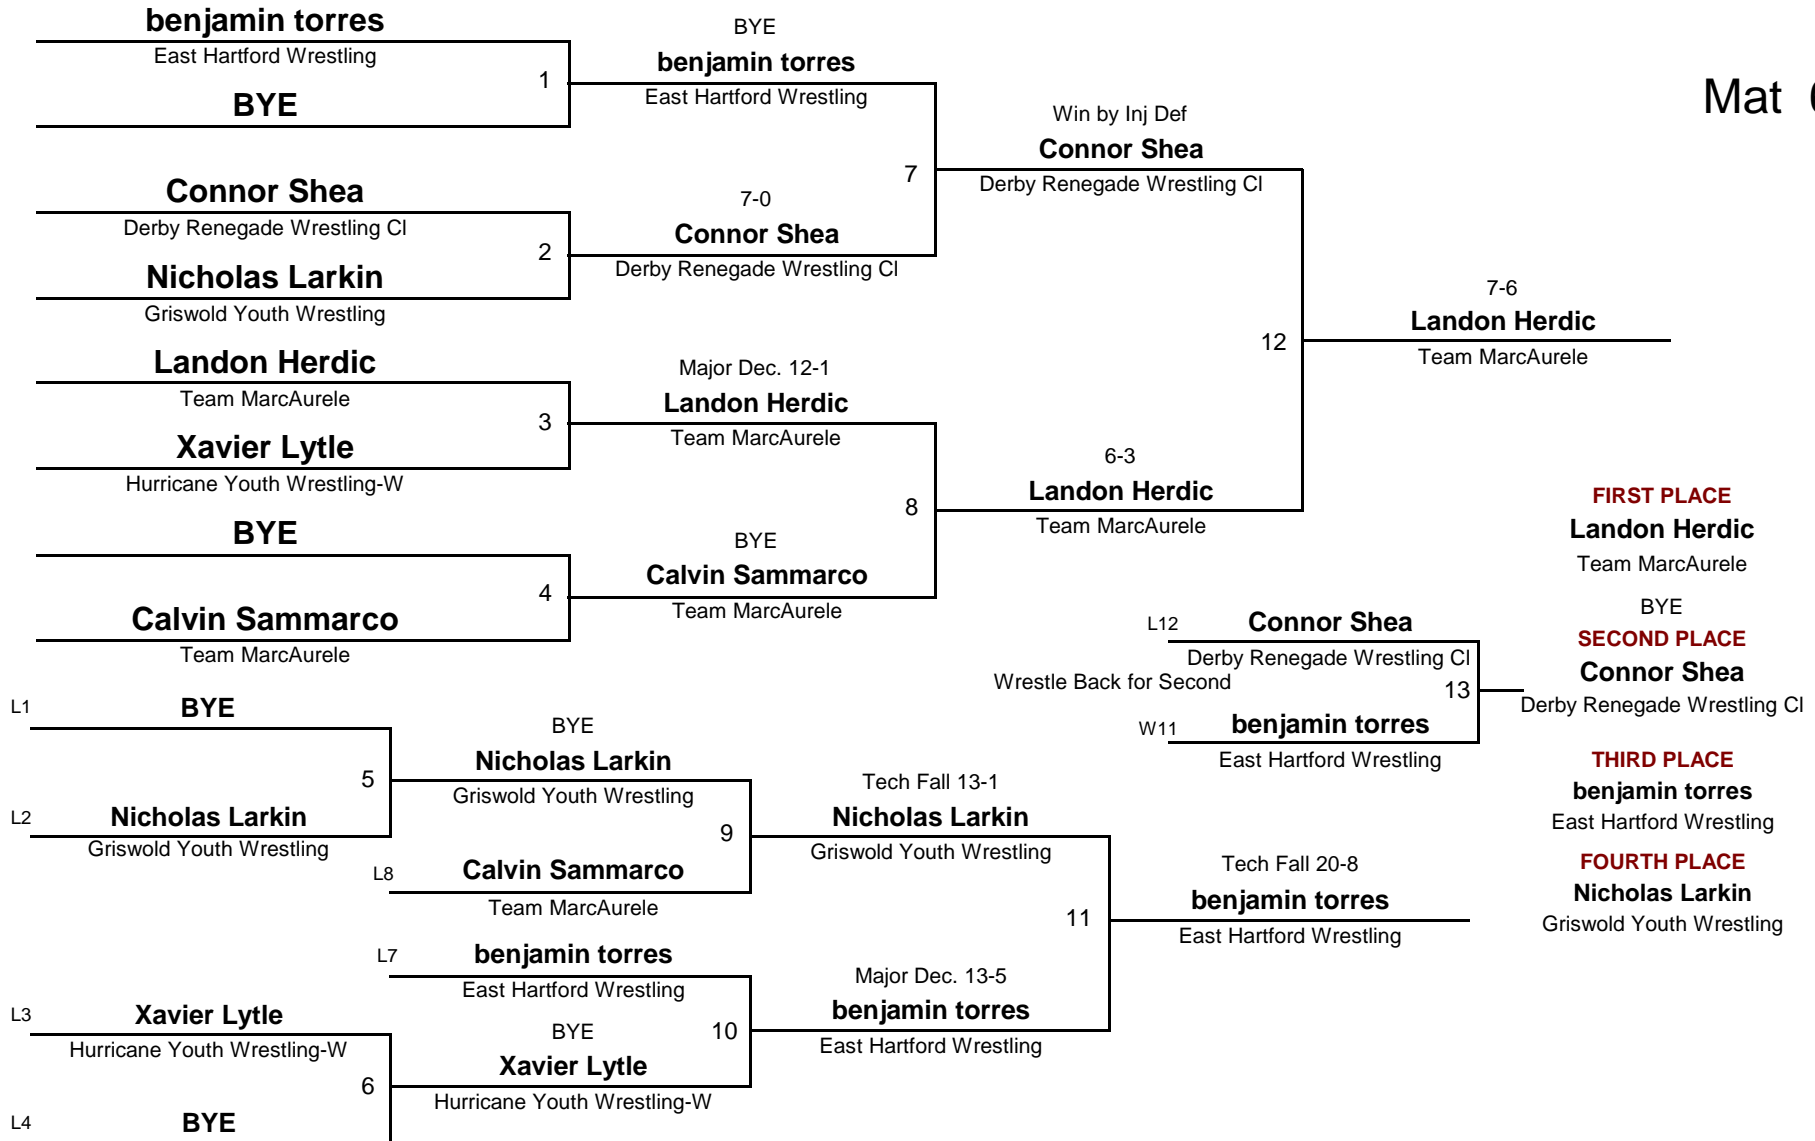 benjamin torres
East Hartford Wrestling
1
BYE
BYE
benjamin torres
East Hartford Wrestling
Mat
Win by Inj Def
Connor Shea
Derby Renegade Wrestling Cl
7
Connor Shea
Derby Renegade Wrestling Cl
2
Nicholas Larkin
Griswold Youth Wrestling
7-0
Connor Shea
Derby Renegade Wrestling Cl
7-6
Landon Herdic
Team MarcAurele
12
Landon Herdic
Team MarcAurele
3
Xavier Lytle
Hurricane Youth Wrestling-W
Major Dec. 12-1
Landon Herdic
Team MarcAurele
6-3
Landon Herdic
Team MarcAurele
8
BYE
4
Calvin Sammarco
Team MarcAurele
BYE
Calvin Sammarco
Team MarcAurele
FIRST PLACE
Landon Herdic
Team MarcAurele
BYE
SECOND PLACE
Connor Shea
Derby Renegade Wrestling Cl
THIRD PLACE
benjamin torres
East Hartford Wrestling
FOURTH PLACE
Nicholas Larkin
Griswold Youth Wrestling
L12
Connor Shea
Derby Renegade Wrestling Cl
Wrestle Back for Second
13
W11
benjamin torres
East Hartford Wrestling
L1
BYE
5
L2
Nicholas Larkin
Griswold Youth Wrestling
BYE
Nicholas Larkin
Griswold Youth Wrestling
9
L8
Calvin Sammarco
Team MarcAurele
Tech Fall 13-1
Nicholas Larkin
Griswold Youth Wrestling
11
Tech Fall 20-8
benjamin torres
East Hartford Wrestling
L7
benjamin torres
East Hartford Wrestling
10
BYE
Xavier Lytle
Hurricane Youth Wrestling-W
Major Dec. 13-5
benjamin torres
East Hartford Wrestling
L3
Xavier Lytle
Hurricane Youth Wrestling-W
6
L4
BYE